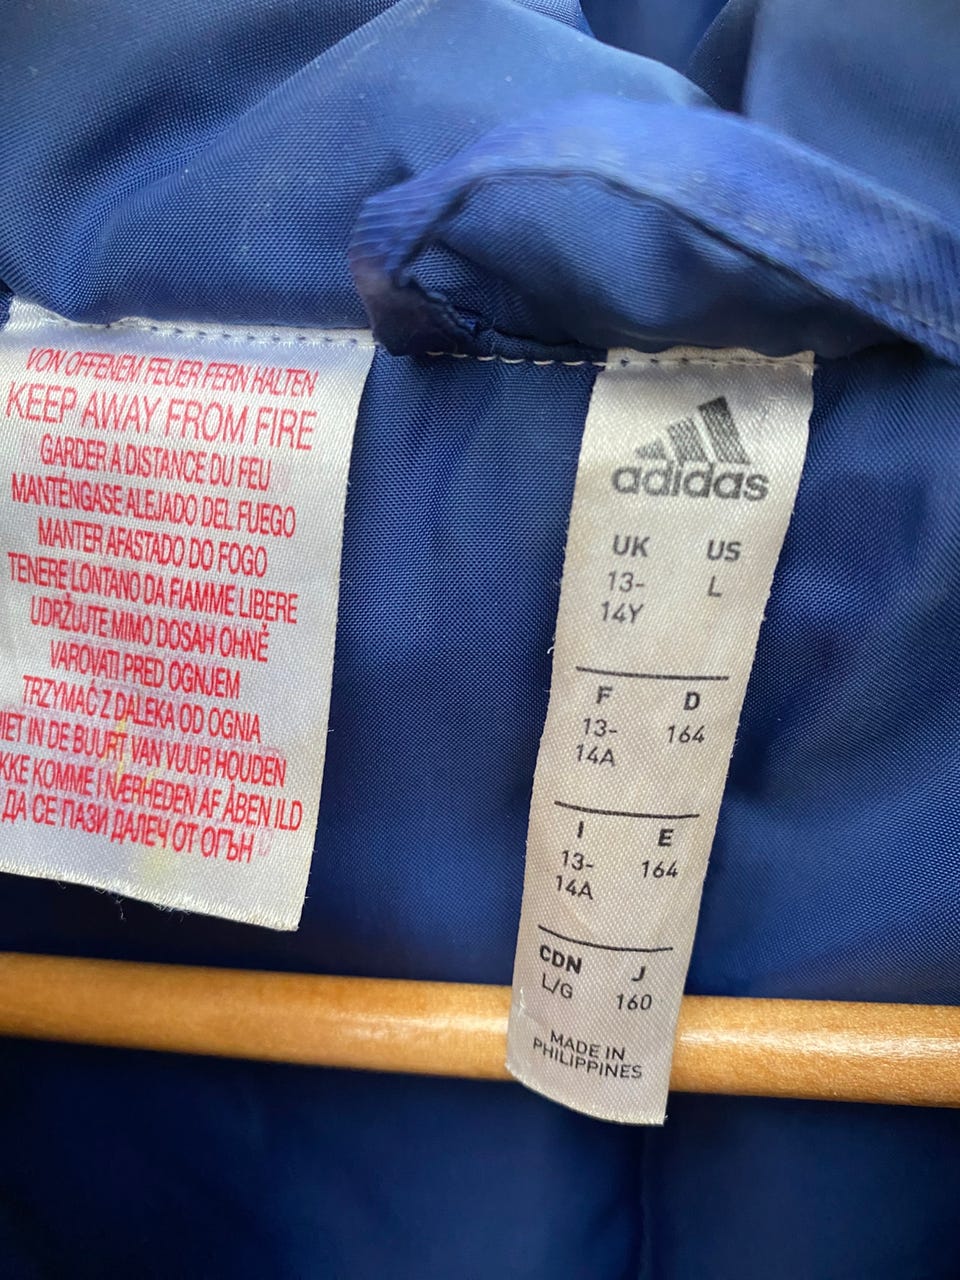 VON OFFENEM FEUER FERN HALTEN
KEEP AWAY FROM FIRE
GARDER A DISTANCE DU FEU
MANTÉNGASE ALEJADO DEL FUEGO
MANTER AFASTADO DO FOGO
TENERE LONTANO DA FIAMME LIBERE
UDRŽUJTE MIMO DOSAH OHNĚ
VAROVATI PRED OGNJEM
TRZYMAĆ Z DALEKA OD OGNIA
IET IN DE BUURT VAN VUUR HOUDEN
KKE KOMME I NÆRHEDEN AF ÅBEN ILD
ДА СЕ ПАЗИ ДАЛЕЧ ОТ ОГЪН
adidas
UK US
13- L
14Y
F D
13- 164
14A
I E
13- 164
14A
CDN J
L/G 160
MADE IN
PHILIPPINES